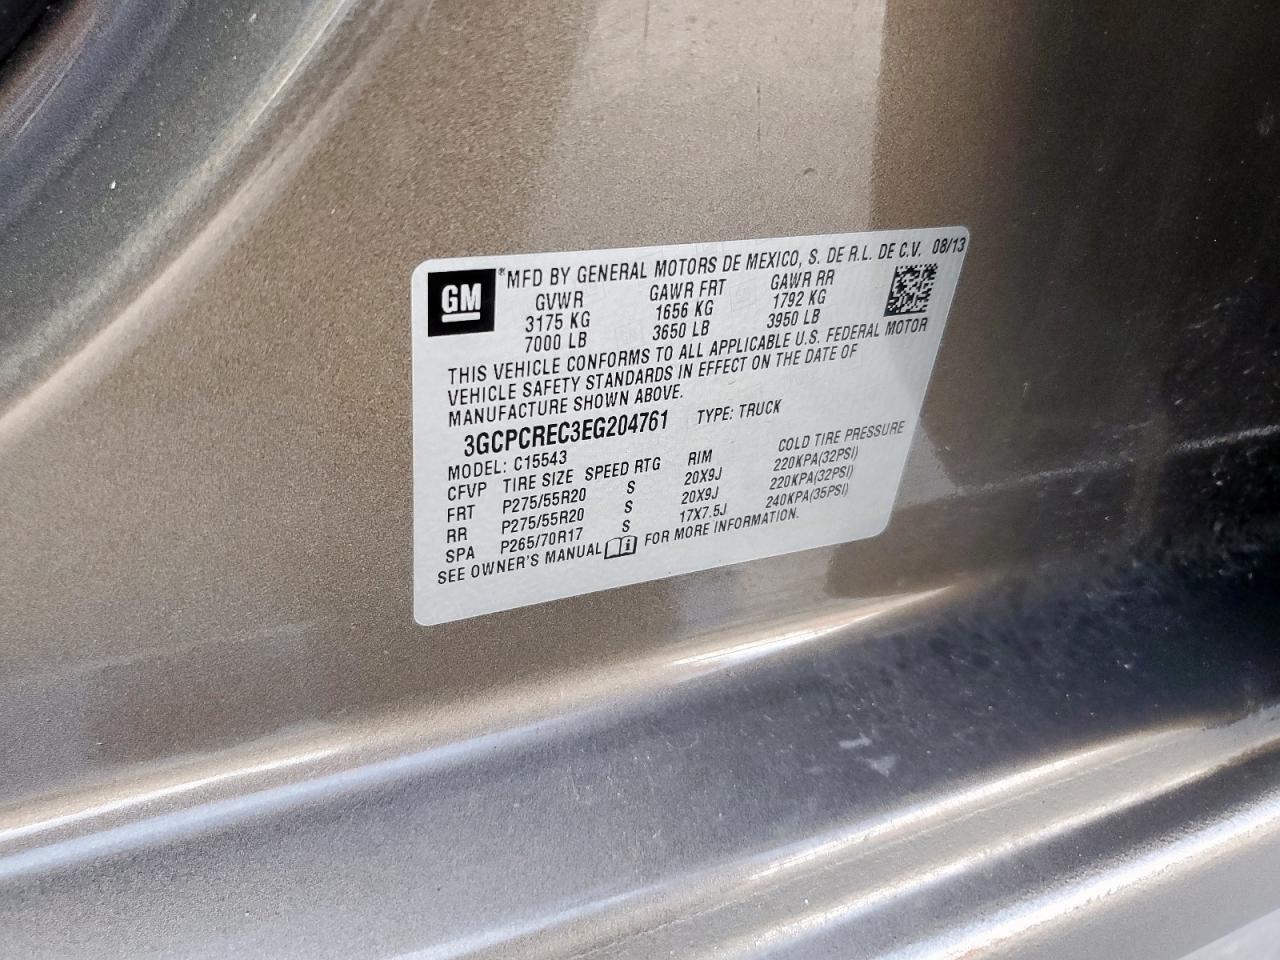 GM ® MFD BY GENERAL MOTORS DE MEXICO, S. DE R.L. DE C.V. 08/13
GVWR GAWR FRT GAWR RR
3175 KG 1656 KG 1792 KG
7000 LB 3650 LB 3950 LB
THIS VEHICLE CONFORMS TO ALL APPLICABLE U.S. FEDERAL MOTOR
VEHICLE SAFETY STANDARDS IN EFFECT ON THE DATE OF
MANUFACTURE SHOWN ABOVE.
3GCPCREC3EG204761 TYPE: TRUCK
MODEL: C15543
CFVP TIRE SIZE SPEED RTG RIM COLD TIRE PRESSURE
FRT P275/55R20 S 20X9J 220KPA(32PSI)
RR P275/55R20 S 20X9J 220KPA(32PSI)
SPA P265/70R17 S 17X7.5J 240KPA(35PSI)
SEE OWNER'S MANUAL FOR MORE INFORMATION.